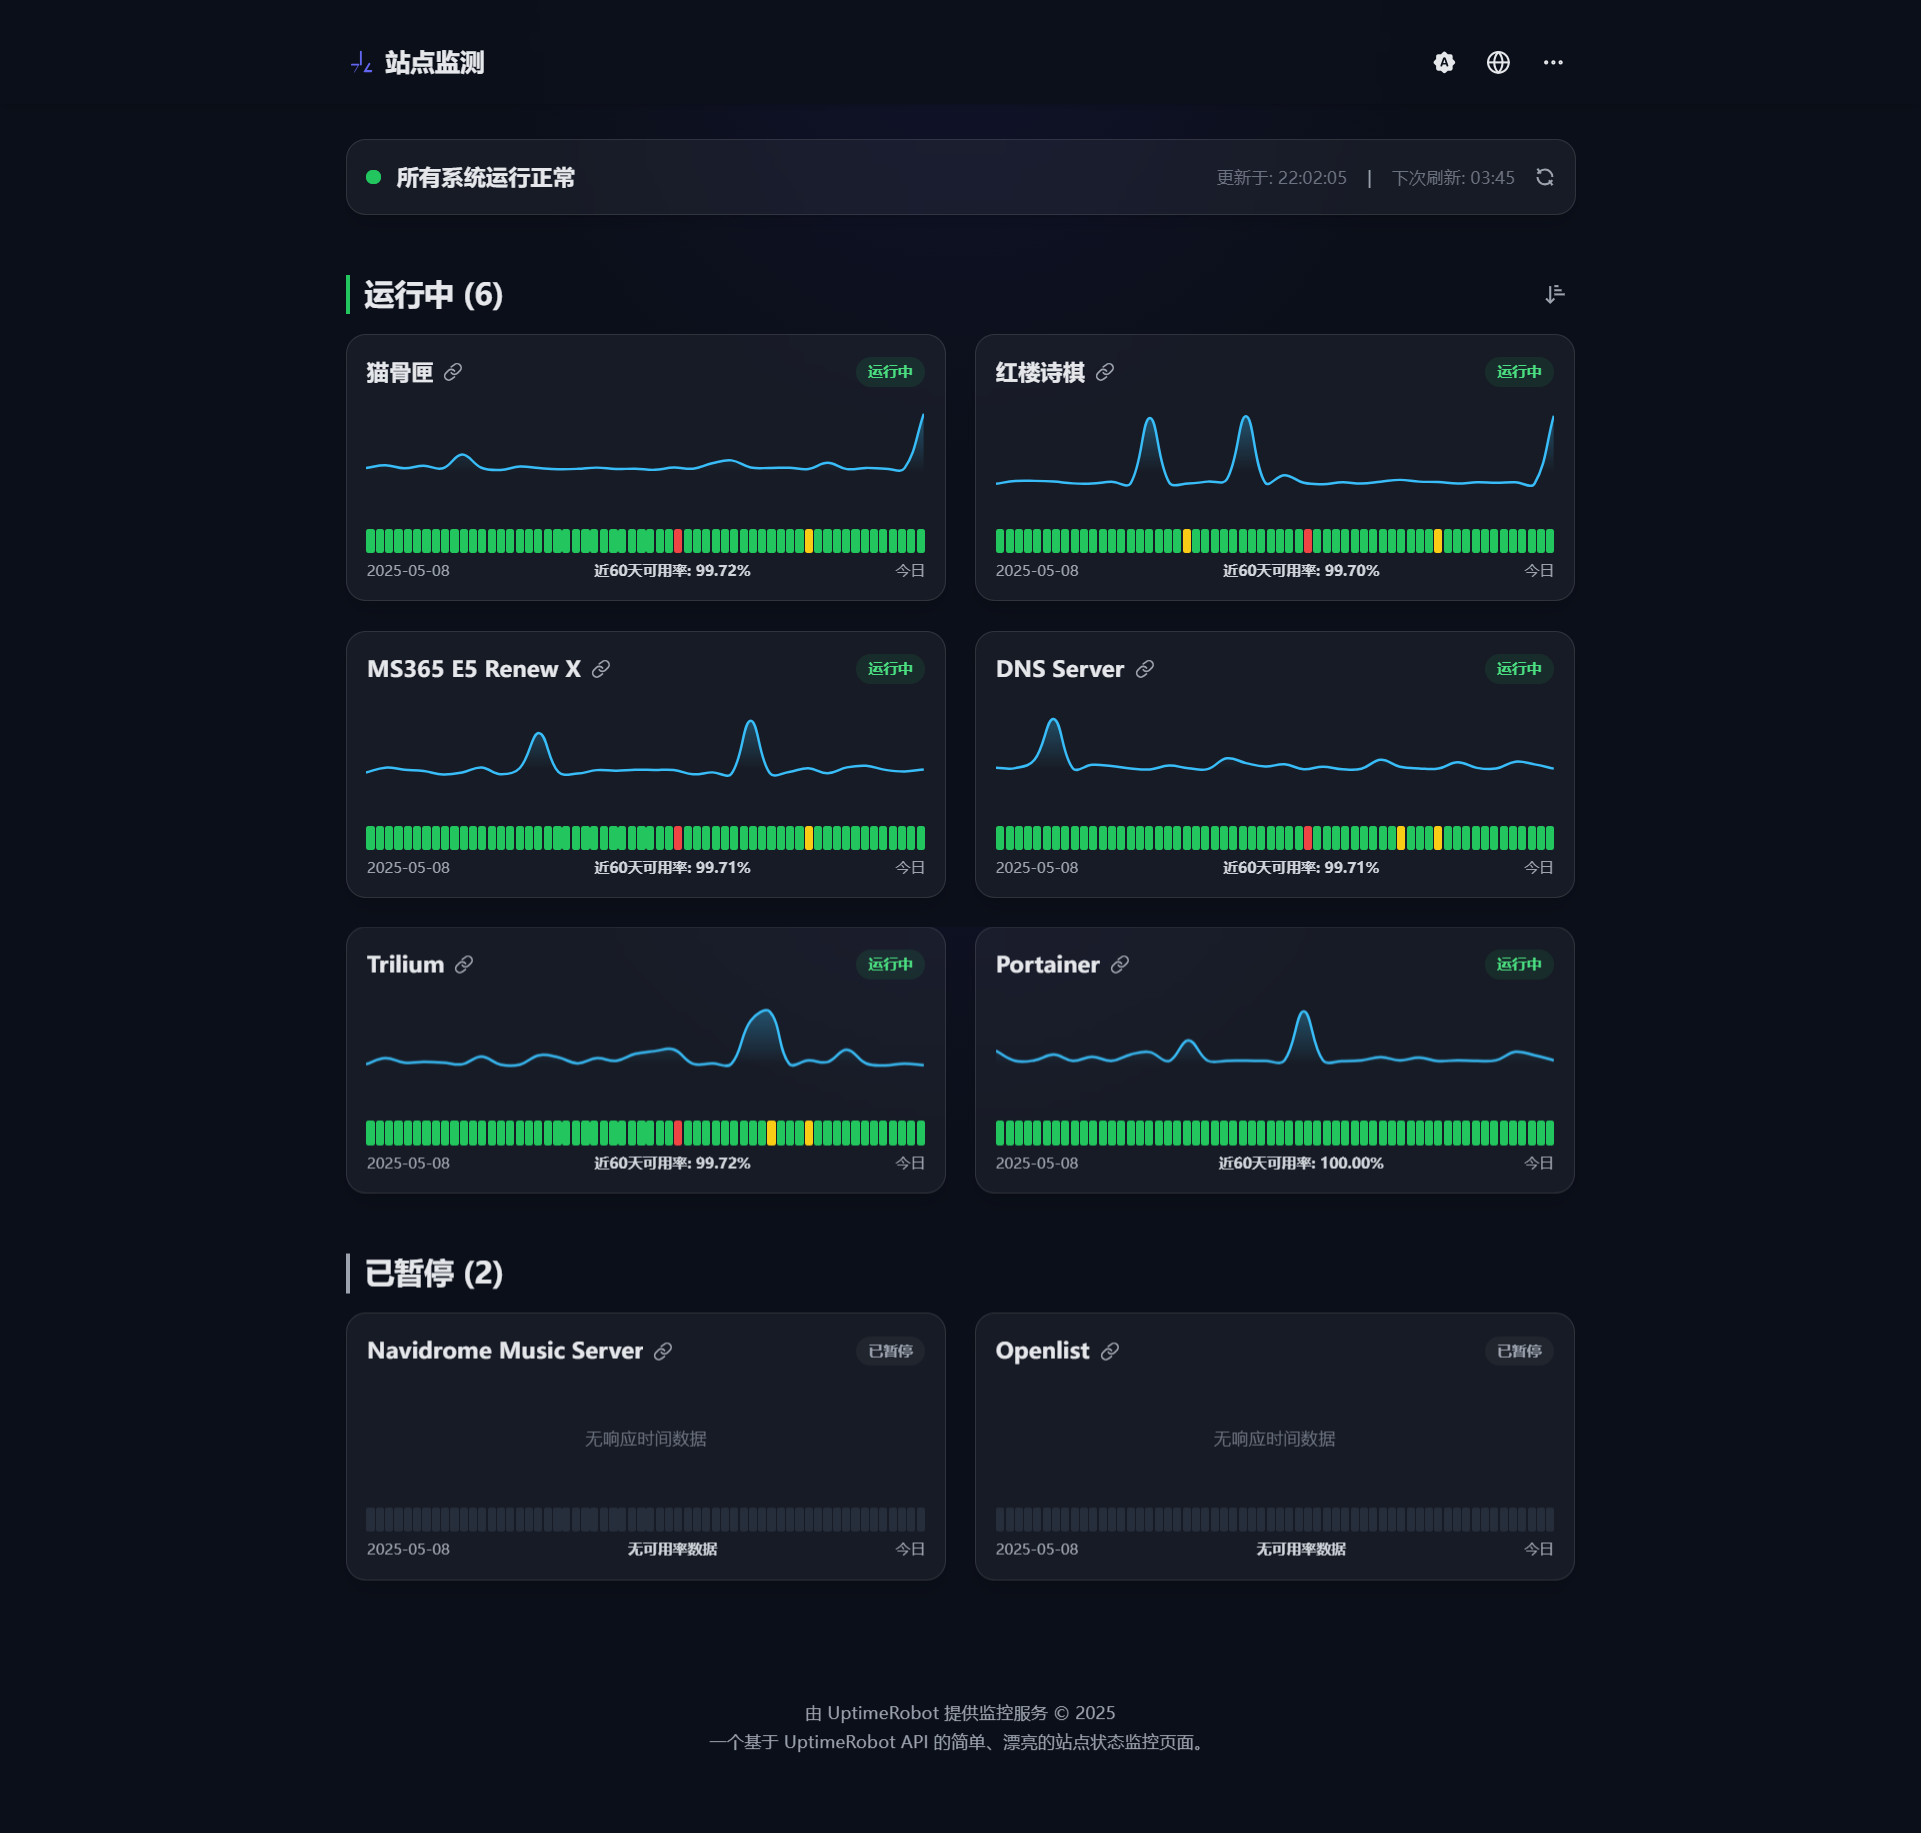 站点监测
所有系统运行正常
更新于: 22:02:05 | 下次刷新: 03:45
运行中 (6)
猫骨匣
运行中
2025-05-08
近60天可用率: 99.72%
今日
红楼诗棋
运行中
2025-05-08
近60天可用率: 99.70%
今日
MS365 E5 Renew X
运行中
2025-05-08
近60天可用率: 99.71%
今日
DNS Server
运行中
2025-05-08
近60天可用率: 99.71%
今日
Trilium
运行中
2025-05-08
近60天可用率: 99.72%
今日
Portainer
运行中
2025-05-08
近60天可用率: 100.00%
今日
已暂停 (2)
Navidrome Music Server
已暂停
无响应时间数据
2025-05-08
无可用率数据
今日
Openlist
已暂停
无响应时间数据
2025-05-08
无可用率数据
今日
由 UptimeRobot 提供监控服务 © 2025
一个基于 UptimeRobot API 的简单、漂亮的站点状态监控页面。